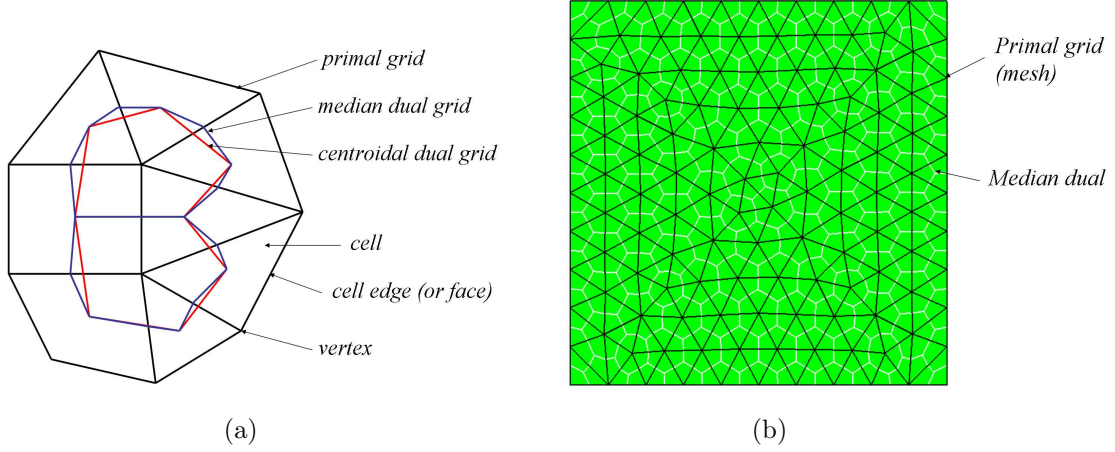 primal grid
median dual grid
centroidal dual grid
cell
cell edge (or face)
vertex
(a)
Primal grid
(mesh)
Median dual
(b)